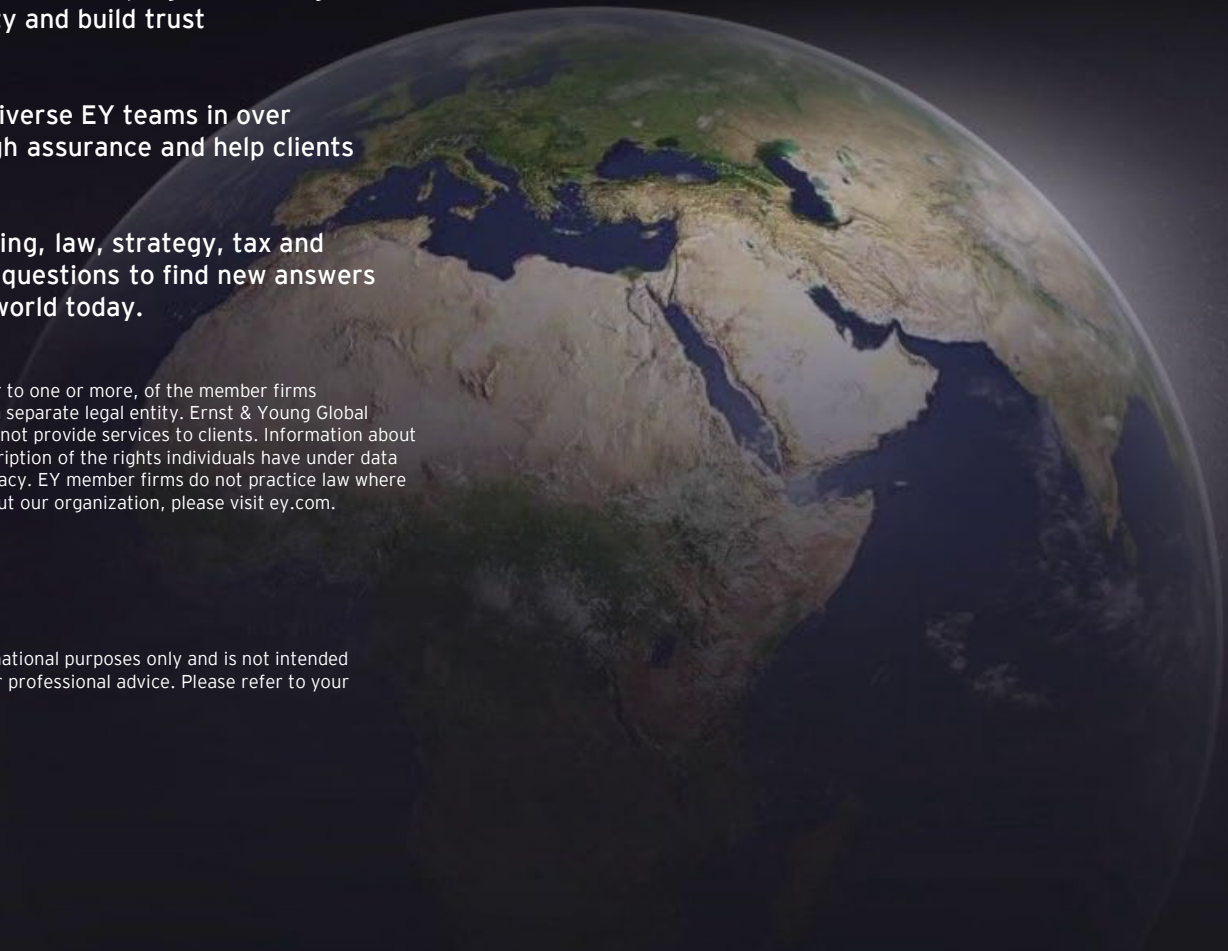 ty and build trust
iverse EY teams in over
gh assurance and help clients
ing, law, strategy, tax and
questions to find new answers
world today.
r to one or more, of the member firms
separate legal entity. Ernst & Young Global
not provide services to clients. Information about
ription of the rights individuals have under data
acy. EY member firms do not practice law where
ut our organization, please visit ey.com.
national purposes only and is not intended
r professional advice. Please refer to your